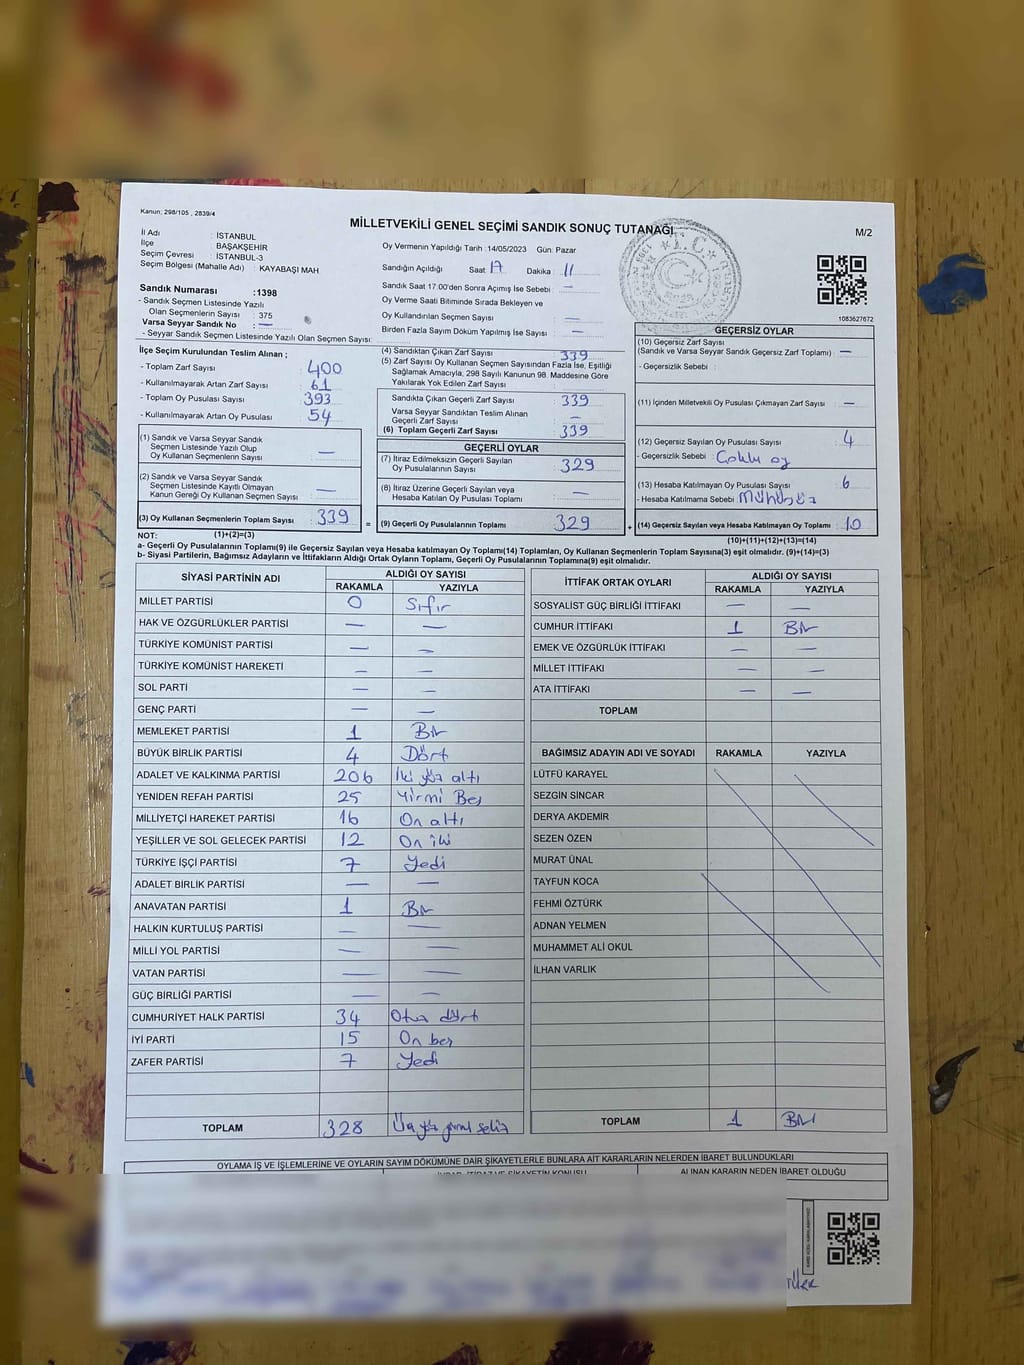 Kanun; 298/105 , 2839/4
MİLLETVEKİLİ GENEL SEÇİMİ SANDIK SONUÇ TUTANAĞI
M/2
İl Adı : İSTANBUL
İlçe : BAŞAKŞEHİR
Seçim Çevresi : İSTANBUL-3
Seçim Bölgesi (Mahalle Adı) : KAYABAŞI MAH
Sandık Numarası :1398
- Sandık Seçmen Listesinde Yazılı
Olan Seçmenlerin Sayısı : 375
Varsa Seyyar Sandık No : —
- Seyyar Sandık Seçmen Listesinde Yazılı Olan Seçmen Sayısı:
Oy Vermenin Yapıldığı Tarih :14/05/2023 Gün: Pazar
Sandığın Açıldığı Saat 17 Dakika : 11
Sandık Saat 17.00'den Sonra Açımış İse Sebebi : —
Oy Verme Saati Bitiminde Sırada Bekleyen ve
Oy Kullandırılan Seçmen Sayısı : —
Birden Fazla Sayım Döküm Yapılmış İse Sayısı : —
T.C
1083627672
İlçe Seçim Kurulundan Teslim Alınan ;
- Toplam Zarf Sayısı : 400
- Kullanılmayarak Artan Zarf Sayısı : 61
- Toplam Oy Pusulası Sayısı : 393
- Kullanılmayarak Artan Oy Pusulası : 54
(1) Sandık ve Varsa Seyyar Sandık
Seçmen Listesinde Yazılı Olup
Oy Kullanan Seçmenlerin Sayısı : —
(2) Sandık ve Varsa Seyyar Sandık
Seçmen Listesinde Kayıtlı Olmayan
Kanun Gereği Oy Kullanan Seçmen Sayısı : —
(3) Oy Kullanan Seçmenlerin Toplam Sayısı : 339 =
(4) Sandıktan Çıkan Zarf Sayısı : 339
(5) Zarf Sayısı Oy Kullanan Seçmen Sayısından Fazla İse, Eşitliği
Sağlamak Amacıyla, 298 Sayılı Kanunun 98. Maddesine Göre
Yakılarak Yok Edilen Zarf Sayısı :
Sandıkta Çıkan Geçerli Zarf Sayısı : 339
Varsa Seyyar Sandıktan Teslim Alınan
Geçerli Zarf Sayısı : —
(6) Toplam Geçerli Zarf Sayısı : 339
GEÇERLİ OYLAR
(7) İtiraz Edilmeksizin Geçerli Sayılan
Oy Pusulalarının Sayısı : 329
(8) İtiraz Üzerine Geçerli Sayılan veya
Hesaba Katılan Oy Pusulası Toplamı : —
(9) Geçerli Oy Pusulalarının Toplamı : 329 +
GEÇERSİZ OYLAR
(10) Geçersiz Zarf Sayısı
(Sandık ve Varsa Seyyar Sandık Geçersiz Zarf Toplamı) : —
- Geçersizlik Sebebi :
(11) İçinden Milletvekili Oy Pusulası Çıkmayan Zarf Sayısı : —
(12) Geçersiz Sayılan Oy Pusulası Sayısı : 4
- Geçersizlik Sebebi : Çoklu oy
(13) Hesaba Katılmayan Oy Pusulası Sayısı : 6
- Hesaba Katılmama Sebebi : Mühürsüz
(14) Geçersiz Sayılan veya Hesaba Katılmayan Oy Toplamı : 10
NOT: (1)+(2)=(3) (10)+(11)+(12)+(13)=(14)
a- Geçerli Oy Pusulalarının Toplamı(9) ile Geçersiz Sayılan veya Hesaba katılmayan Oy Toplamı(14) Toplamları, Oy Kullanan Seçmenlerin Toplam Sayısına(3) eşit olmalıdır. (9)+(14)=(3)
b- Siyasi Partilerin, Bağımsız Adayların ve İttifakların Aldığı Ortak Oyların Toplamı, Geçerli Oy Pusulalarının Toplamına(9) eşit olmalıdır.
SİYASİ PARTİNİN ADI ALDIĞI OY SAYISI
RAKAMLA YAZIYLA
MİLLET PARTİSİ 0 Sıfır
HAK VE ÖZGÜRLÜKLER PARTİSİ — —
TÜRKİYE KOMÜNİST PARTİSİ — —
TÜRKİYE KOMÜNİST HAREKETİ — —
SOL PARTİ — —
GENÇ PARTİ — —
MEMLEKET PARTİSİ 1 Bir
BÜYÜK BİRLİK PARTİSİ 4 Dört
ADALET VE KALKINMA PARTİSİ 206 İki yüz altı
YENİDEN REFAH PARTİSİ 25 Yirmi Beş
MİLLİYETÇİ HAREKET PARTİSİ 16 On altı
YEŞİLLER VE SOL GELECEK PARTİSİ 12 On iki
TÜRKİYE İŞÇİ PARTİSİ 7 Yedi
ADALET BİRLİK PARTİSİ — —
ANAVATAN PARTİSİ 1 Bir
HALKIN KURTULUŞ PARTİSİ — —
MİLLİ YOL PARTİSİ — —
VATAN PARTİSİ — —
GÜÇ BİRLİĞİ PARTİSİ — —
CUMHURİYET HALK PARTİSİ 34 Otuz dört
İYİ PARTİ 15 On beş
ZAFER PARTİSİ 7 Yedi
TOPLAM 328 Üç yüz yirmi sekiz
İTTİFAK ORTAK OYLARI ALDIĞI OY SAYISI
RAKAMLA YAZIYLA
SOSYALİST GÜÇ BİRLİĞİ İTTİFAKI — —
CUMHUR İTTİFAKI 1 Bir
EMEK VE ÖZGÜRLÜK İTTİFAKI — —
MİLLET İTTİFAKI — —
ATA İTTİFAKI — —
TOPLAM
BAĞIMSIZ ADAYIN ADI VE SOYADI RAKAMLA YAZIYLA
LÜTFÜ KARAYEL
SEZGİN SİNCAR
DERYA AKDEMİR
SEZEN ÖZEN
MURAT ÜNAL
TAYFUN KOCA
FEHMİ ÖZTÜRK
ADNAN YELMEN
MUHAMMET ALİ OKUL
İLHAN VARLIK
TOPLAM 1 Bir
OYLAMA İŞ VE İŞLEMLERİNE VE OYLARIN SAYIM DÖKÜMÜNE DAİR ŞİKAYETLERLE BUNLARA AİT KARARLARIN NELERDEN İBARET BULUNDUKLARI
İHBAR, İTİRAZ VE ŞİKAYETİN KONUSU ALINAN KARARIN NEDEN İBARET OLDUĞU